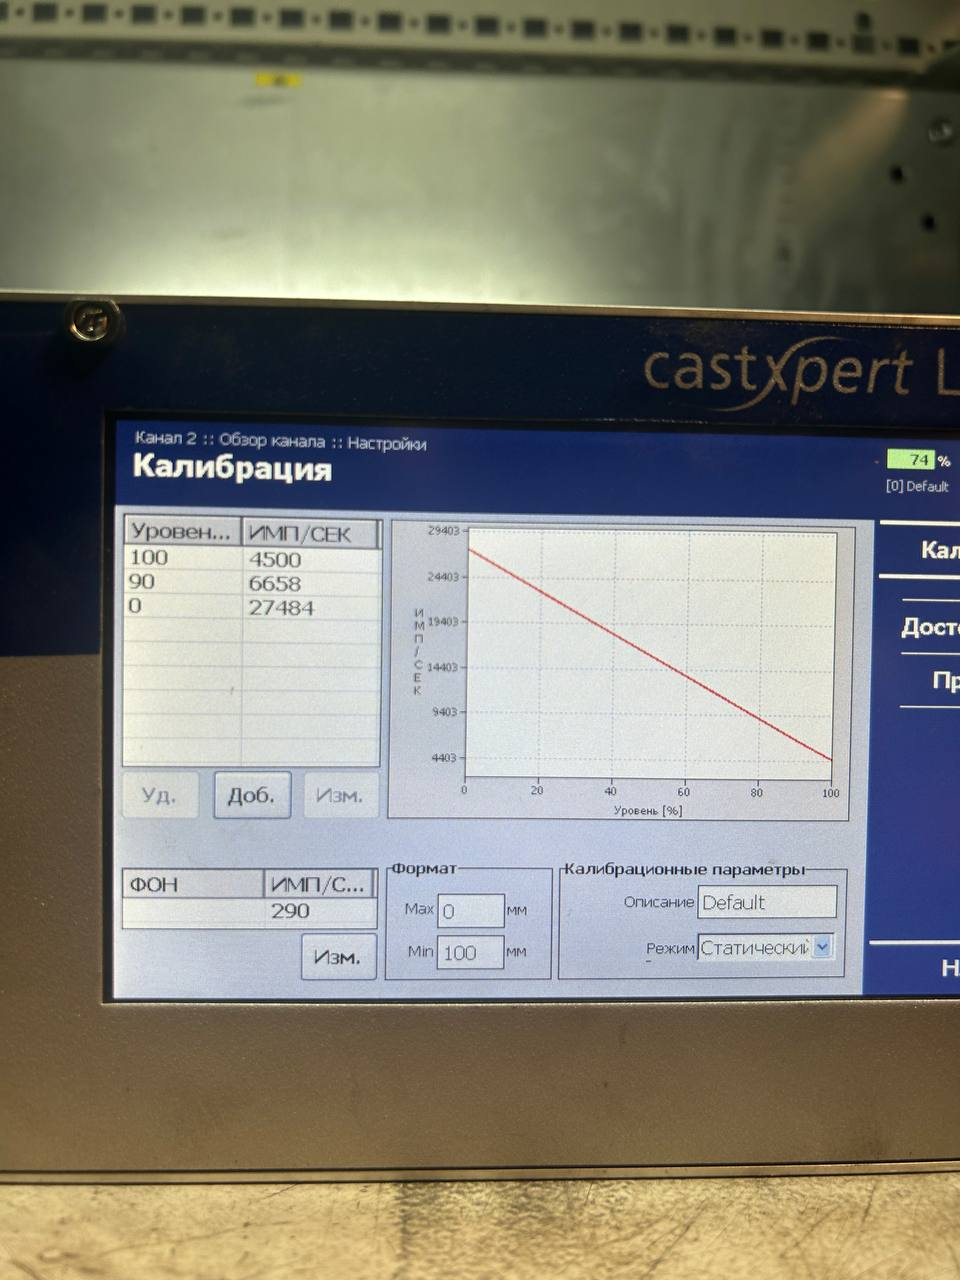 castxpert L
Канал 2 :: Обзор канала :: Настройки
Калибрация
74 %
[0] Default
Уровен... ИМП/СЕК
100 4500
90 6658
0 27484
Уд. Доб. Изм.
29403
24403
19403
14403
9403
4403
ИМП/СЕК
0 20 40 60 80 100
Уровень [%]
ФОН ИМП/С...
290
Изм.
Формат
Max 0 мм
Min 100 мм
Калибрационные параметры
Описание Default
Режим Статический
Кал
Дост
Пр
Н